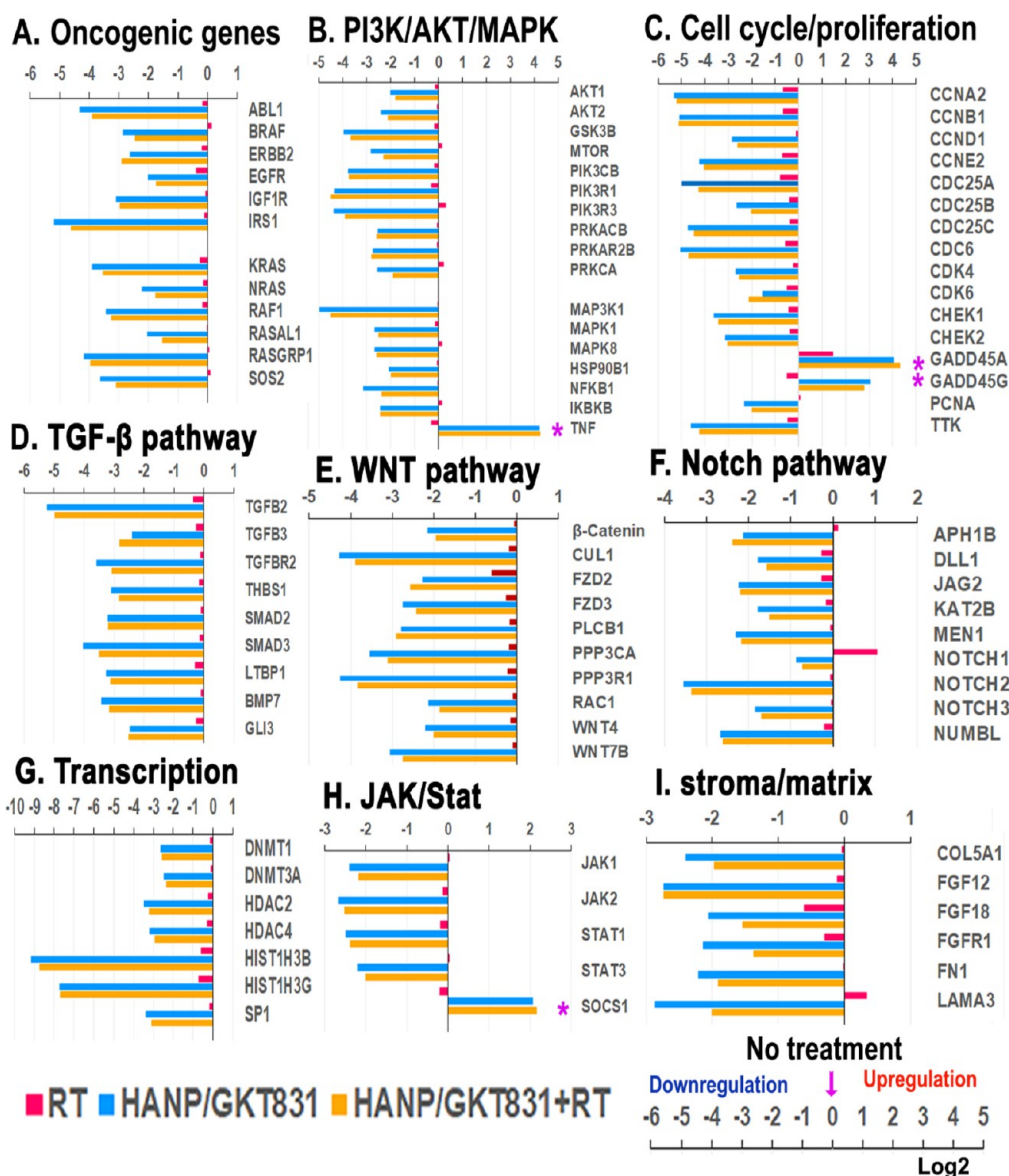 A. Oncogenic genes
-6 -5 -4 -3 -2 -1 0 1
ABL1
BRAF
ERBB2
EGFR
IGF1R
IRS1
KRAS
NRAS
RAF1
RASAL1
RASGRP1
SOS2
B. PI3K/AKT/MAPK
-5 -4 -3 -2 -1 0 1 2 3 4 5
AKT1
AKT2
GSK3B
MTOR
PIK3CB
PIK3R1
PIK3R3
PRKACB
PRKAR2B
PRKCA
MAP3K1
MAPK1
MAPK8
HSP90B1
NFKB1
IKBKB
* TNF
C. Cell cycle/proliferation
-6 -5 -4 -3 -2 -1 0 1 2 3 4 5
CCNA2
CCNB1
CCND1
CCNE2
CDC25A
CDC25B
CDC25C
CDC6
CDK4
CDK6
CHEK1
CHEK2
GADD45A
*
GADD45G
*
PCNA
TTK
D. TGF-β pathway
-6 -5 -4 -3 -2 -1 0 1
TGFB2
TGFB3
TGFBR2
THBS1
SMAD2
SMAD3
LTBP1
BMP7
GLI3
E. WNT pathway
-5 -4 -3 -2 -1 0 1
β-Catenin
CUL1
FZD2
FZD3
PLCB1
PPP3CA
PPP3R1
RAC1
WNT4
WNT7B
F. Notch pathway
-4 -3 -2 -1 0 1 2
APH1B
DLL1
JAG2
KAT2B
MEN1
NOTCH1
NOTCH2
NOTCH3
NUMBL
G. Transcription
-10 -9 -8 -7 -6 -5 -4 -3 -2 -1 0 1
DNMT1
DNMT3A
HDAC2
HDAC4
HIST1H3B
HIST1H3G
SP1
H. JAK/Stat
-3 -2 -1 0 1 2 3
JAK1
JAK2
STAT1
STAT3
* SOCS1
I. stroma/matrix
-3 -2 -1 0 1
COL5A1
FGF12
FGF18
FGFR1
FN1
LAMA3
RT HANP/GKT831 HANP/GKT831+RT
No treatment
Downregulation Upregulation
-6 -5 -4 -3 -2 -1 0 1 2 3 4 5
Log2